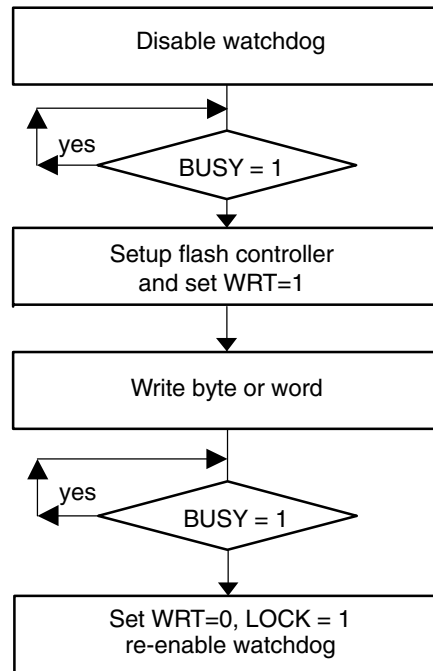 Disable watchdog
yes
BUSY = 1
Setup flash controller
and set WRT=1
Write byte or word
yes
BUSY = 1
Set WRT=0, LOCK = 1
re-enable watchdog